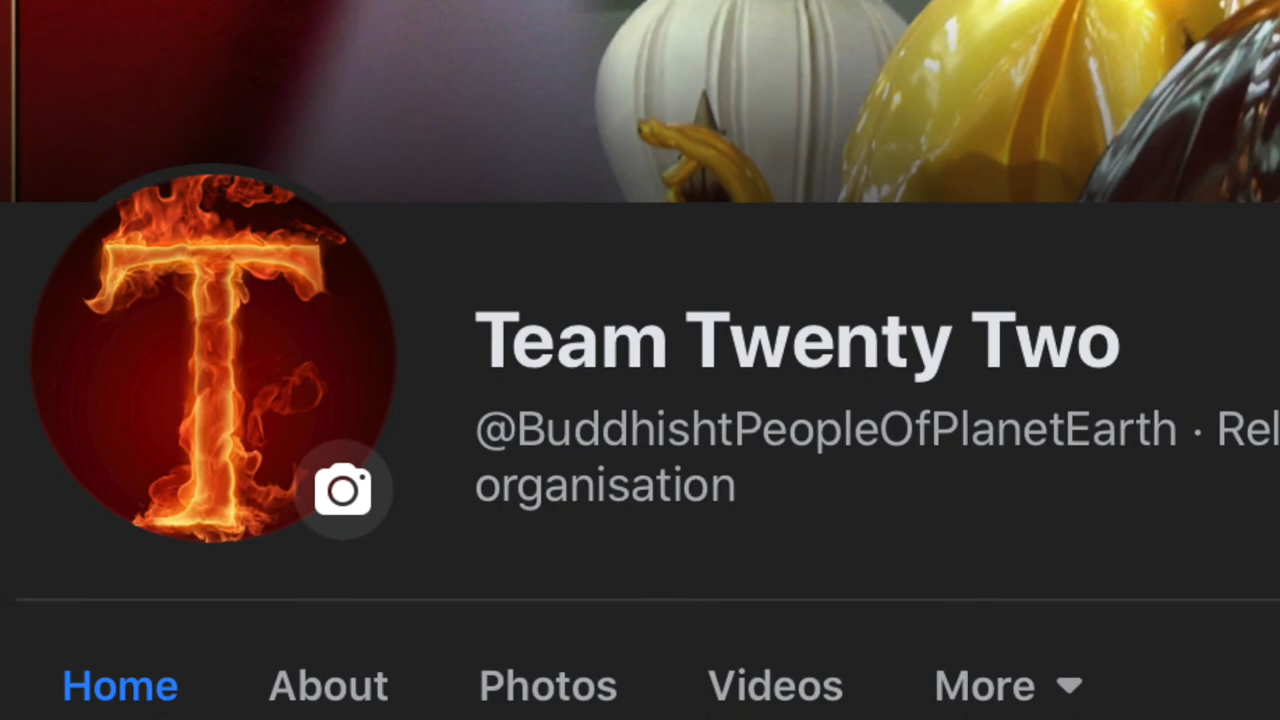 T
Team Twenty Two
@BuddhishtPeopleOfPlanetEarth · Rel
organisation
Home About Photos Videos More